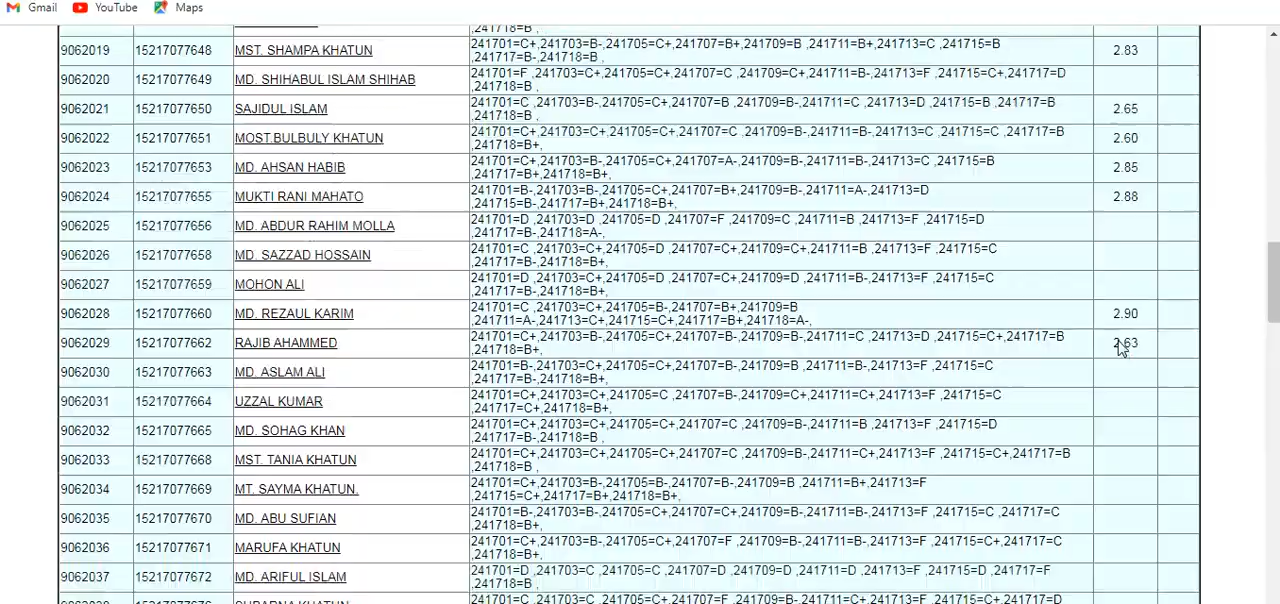 Gmail YouTube Maps
,241718=B ,
9062019 15217077648 MST. SHAMPA KHATUN 241701=C+,241703=B-,241705=C+,241707=B+,241709=B ,241711=B+,241713=C ,241715=B 2.83
,241717=B-,241718=B ,
9062020 15217077649 MD. SHIHABUL ISLAM SHIHAB 241701=F ,241703=C+,241705=C+,241707=C ,241709=C+,241711=B-,241713=F ,241715=C+,241717=D
,241718=B ,
9062021 15217077650 SAJIDUL ISLAM 241701=C ,241703=B-,241705=C+,241707=B ,241709=B-,241711=C ,241713=D ,241715=B ,241717=B 2.65
,241718=B ,
9062022 15217077651 MOST.BULBULY KHATUN 241701=C+,241703=C+,241705=C+,241707=C ,241709=B-,241711=B-,241713=C ,241715=C ,241717=B 2.60
,241718=B+,
9062023 15217077653 MD. AHSAN HABIB 241701=C+,241703=B-,241705=C+,241707=A-,241709=B-,241711=B-,241713=C ,241715=B 2.85
,241717=B+,241718=B+,
9062024 15217077655 MUKTI RANI MAHATO 241701=B-,241703=B-,241705=C+,241707=B+,241709=B-,241711=A-,241713=D 2.88
,241715=B-,241717=B+,241718=B+,
9062025 15217077656 MD. ABDUR RAHIM MOLLA 241701=D ,241703=D ,241705=D ,241707=F ,241709=C ,241711=B ,241713=F ,241715=D
,241717=B-,241718=A-,
9062026 15217077658 MD. SAZZAD HOSSAIN 241701=C ,241703=C+,241705=D ,241707=C+,241709=C+,241711=B ,241713=F ,241715=C
,241717=B-,241718=B+,
9062027 15217077659 MOHON ALI 241701=D ,241703=C+,241705=D ,241707=C+,241709=D ,241711=B-,241713=F ,241715=C
,241717=B-,241718=B+,
9062028 15217077660 MD. REZAUL KARIM 241701=C ,241703=C+,241705=B-,241707=B+,241709=B 2.90
,241711=A-,241713=C+,241715=C+,241717=B+,241718=A-,
9062029 15217077662 RAJIB AHAMMED 241701=C+,241703=B-,241705=C+,241707=B-,241709=B-,241711=C ,241713=D ,241715=C+,241717=B 2.63
,241718=B+,
9062030 15217077663 MD. ASLAM ALI 241701=B-,241703=C+,241705=C+,241707=B-,241709=B ,241711=B-,241713=F ,241715=C
,241717=B-,241718=B+,
9062031 15217077664 UZZAL KUMAR 241701=C+,241703=C+,241705=C ,241707=B-,241709=C+,241711=C+,241713=F ,241715=C
,241717=C+,241718=B+,
9062032 15217077665 MD. SOHAG KHAN 241701=C+,241703=C+,241705=C+,241707=C ,241709=B-,241711=B ,241713=F ,241715=D
,241717=B-,241718=B ,
9062033 15217077668 MST. TANIA KHATUN 241701=C+,241703=C+,241705=C+,241707=C ,241709=B-,241711=C+,241713=F ,241715=C+,241717=B
,241718=B ,
9062034 15217077669 MT. SAYMA KHATUN. 241701=C+,241703=B-,241705=B-,241707=B-,241709=B ,241711=B+,241713=F
,241715=C+,241717=B+,241718=B+,
9062035 15217077670 MD. ABU SUFIAN 241701=C+,241703=B-,241705=C+,241707=C+,241709=B-,241711=B-,241713=F ,241715=C ,241717=C
,241718=B+,
9062036 15217077671 MARUFA KHATUN 241701=C+,241703=B-,241705=C+,241707=F ,241709=B-,241711=B-,241713=F ,241715=C+,241717=C
,241718=B+,
9062037 15217077672 MD. ARIFUL ISLAM 241701=D ,241703=C ,241705=C ,241707=D ,241709=D ,241711=D ,241713=F ,241715=D ,241717=F
,241718=B ,
241701=C ,241703=C+,241705=C+,241707=F ,241709=B-,241711=B-,241713=F ,241715=C+,241717=D